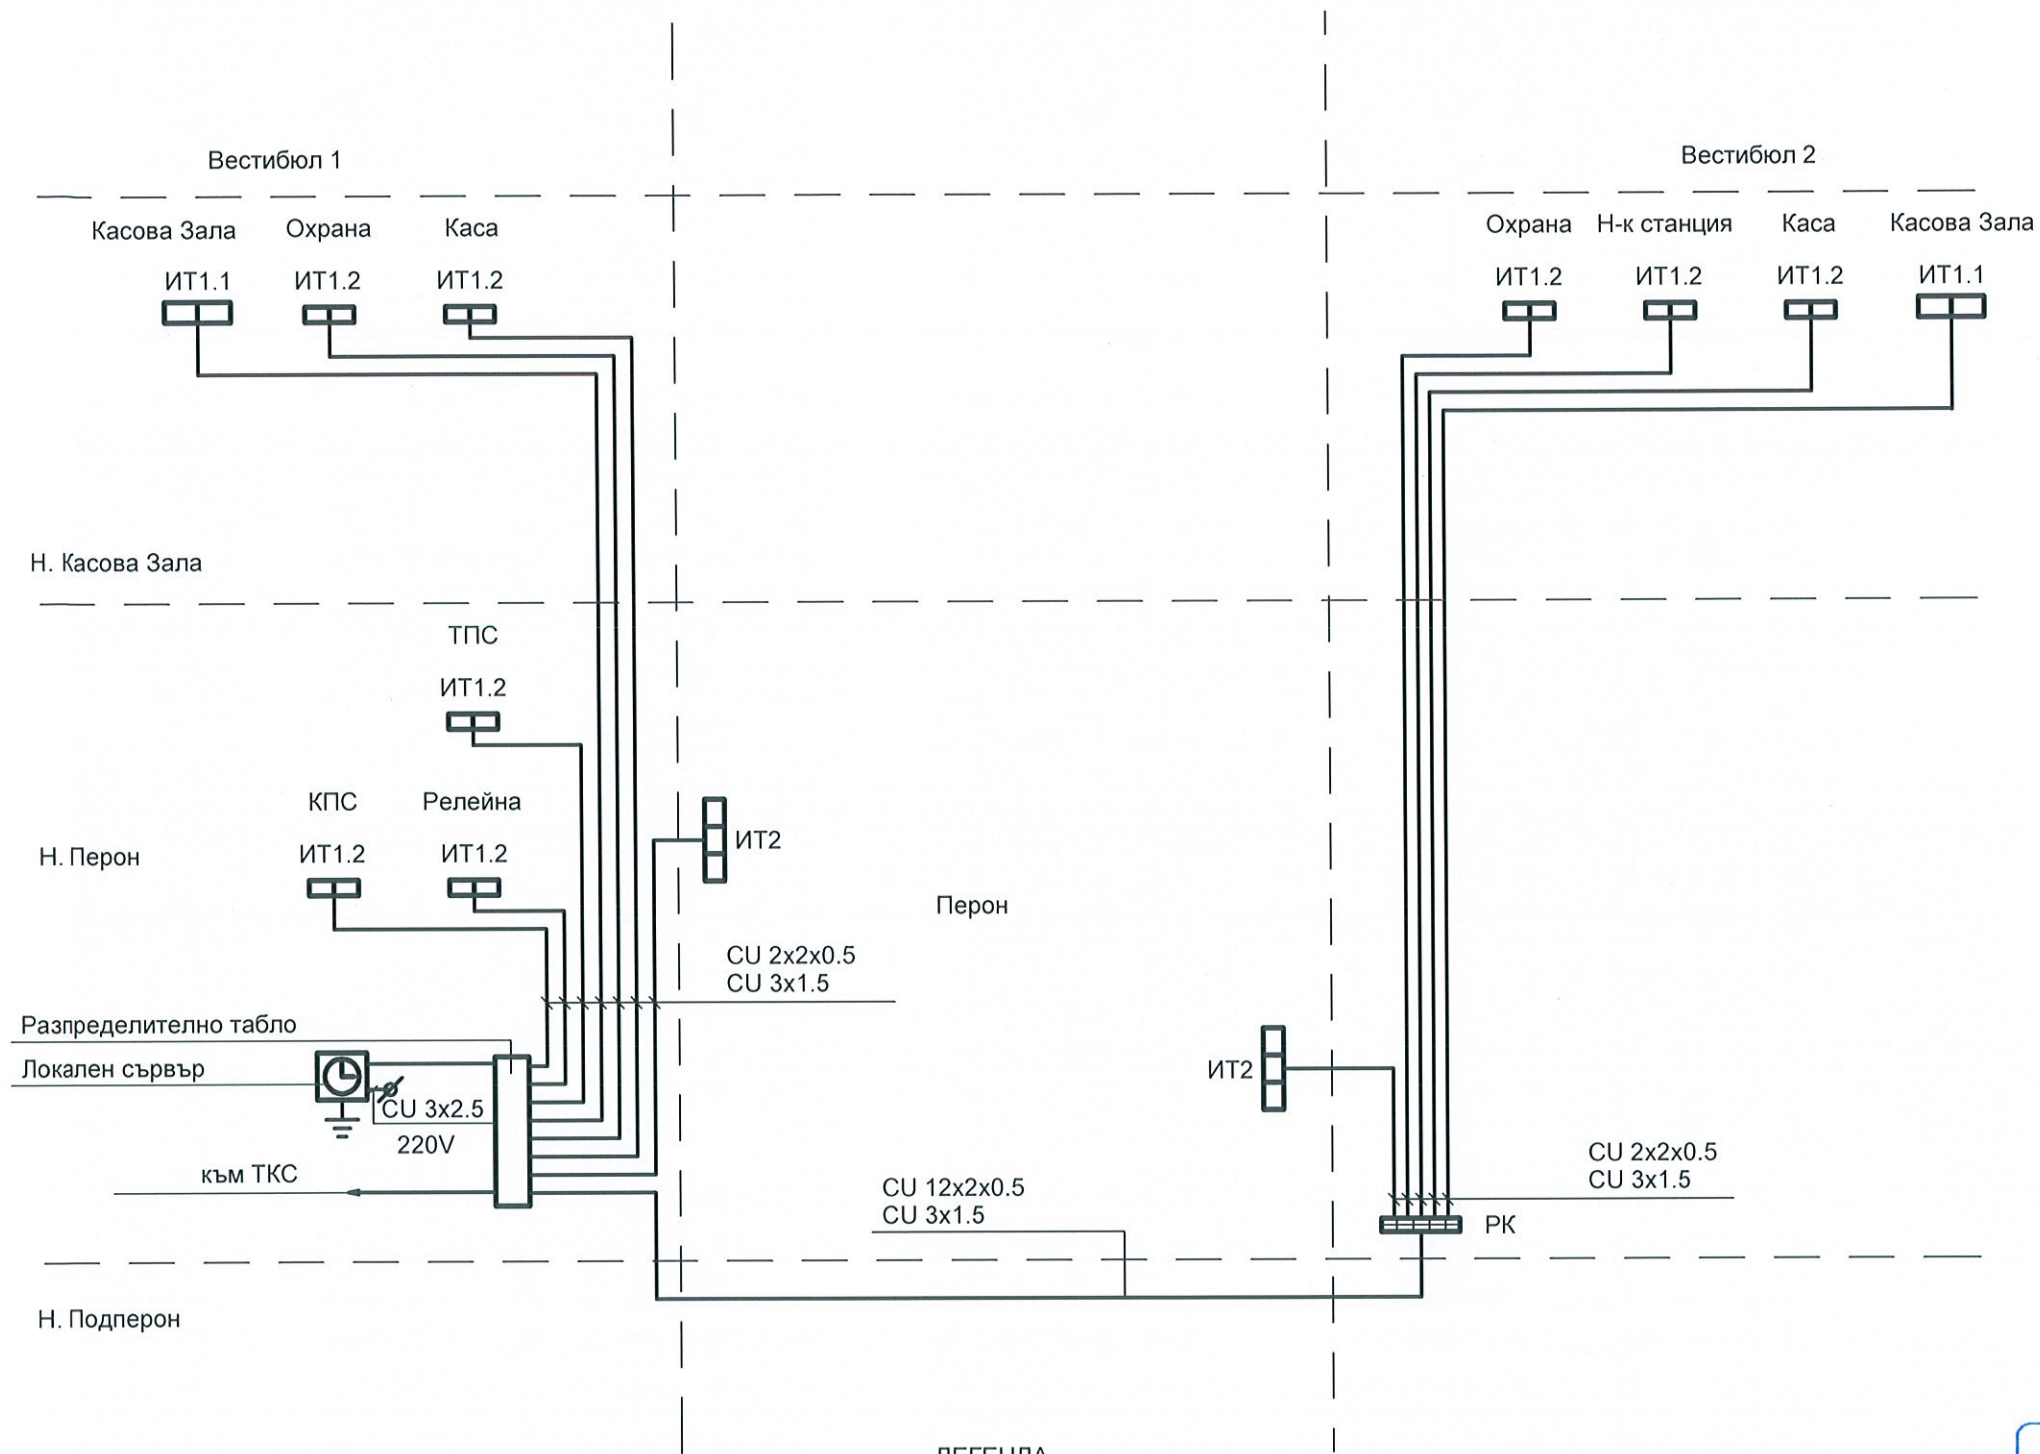 Вестибюл 1
Вестибюл 2
Касова Зала
Охрана
Каса
Охрана
Н-к станция
Каса
Касова Зала
ИТ1.1
ИТ1.2
ИТ1.2
ИТ1.2
ИТ1.2
ИТ1.2
ИТ1.1
Н. Касова Зала
ТПС
ИТ1.2
КПС
Релейна
ИТ2
Н. Перон
ИТ1.2
ИТ1.2
Перон
CU 2x2x0.5
CU 3x1.5
Разпределително табло
Локален сървър
ИТ2
CU 3x2.5
220V
към ТКС
CU 12x2x0.5
CU 3x1.5
CU 2x2x0.5
CU 3x1.5
РК
Н. Подперон
ЛЕГЕНДА